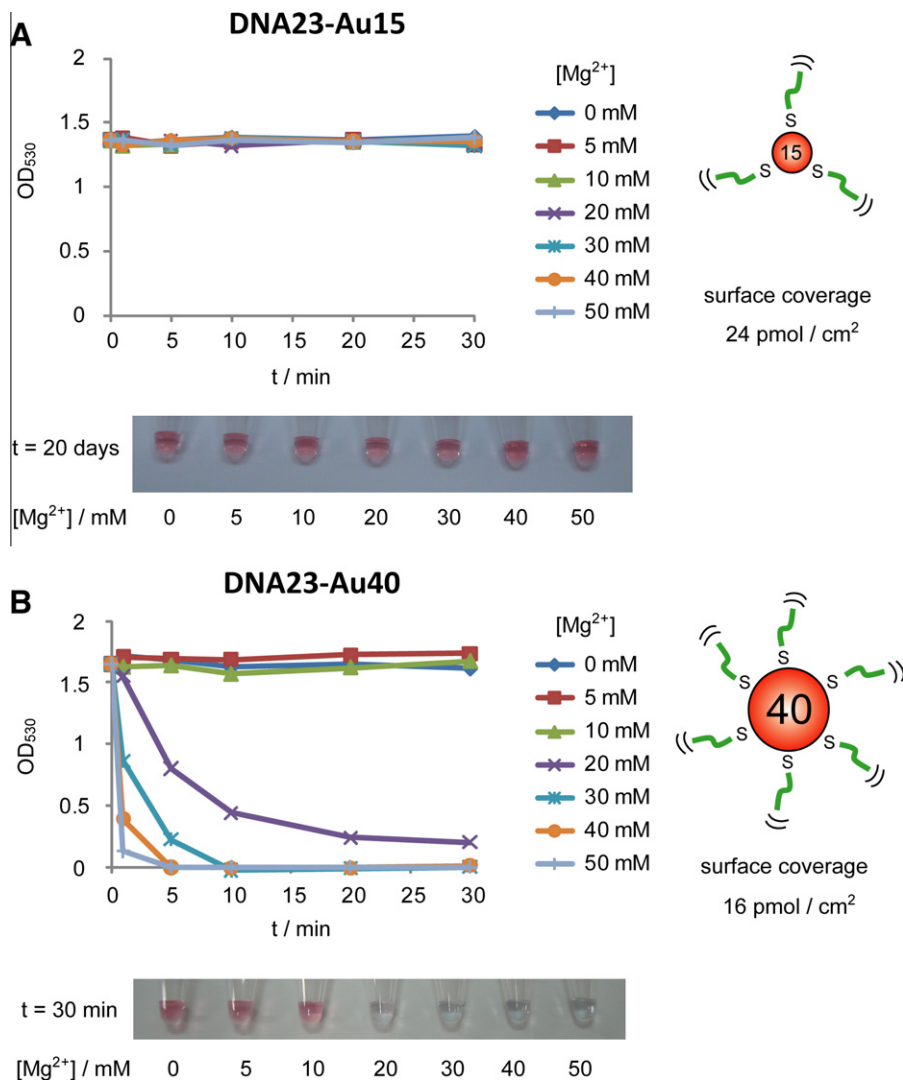 A
DNA23-Au15
2
1.5
1
0.5
0
OD530
0 5 10 15 20 25 30
t / min
[Mg2+]
0 mM
5 mM
10 mM
20 mM
30 mM
40 mM
50 mM
S
15
S S
surface coverage
24 pmol / cm2
t = 20 days
[Mg2+] / mM 0 5 10 20 30 40 50
B
DNA23-Au40
2
1.5
1
0.5
0
OD530
0 5 10 15 20 25 30
t / min
[Mg2+]
0 mM
5 mM
10 mM
20 mM
30 mM
40 mM
50 mM
S
S S
40
S S
S
surface coverage
16 pmol / cm2
t = 30 min
[Mg2+] / mM 0 5 10 20 30 40 50